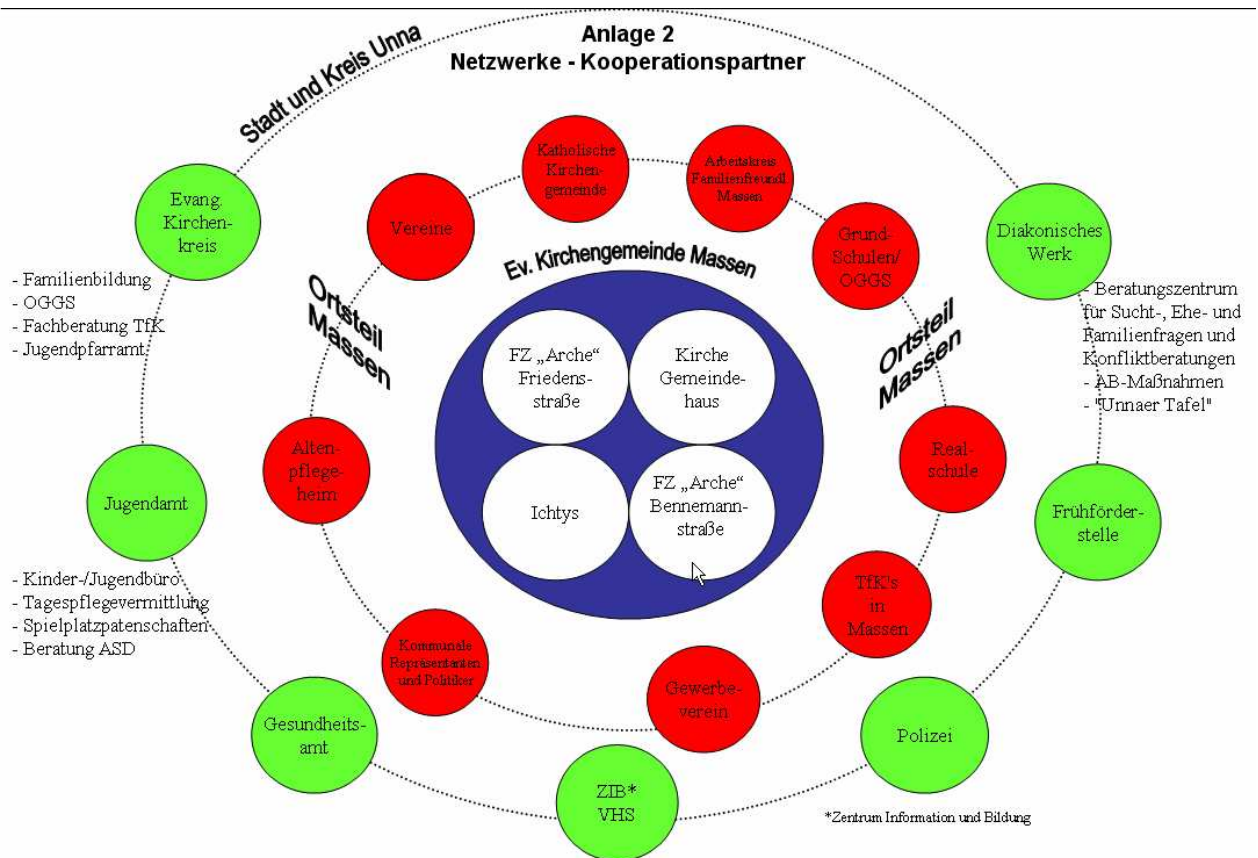 Anlage 2
Netzwerke - Kooperationspartner
Stadt und Kreis Unna
Evang.
Kirchen-
kreis
- Familienbildung
- OGGS
- Fachberatung TfK
- Jugendpfarramt
Vereine
Katholische
Kirchen-
gemeinde
Arbeitskreis
Familienfreundl.
Massen
Grund-
Schulen/
OGGS
Diakonisches
Werk
- Beratungszentrum
für Sucht-, Ehe- und
Familienfragen und
Konfliktberatungen
- AB-Maßnahmen
- "Unnaer Tafel"
Ortsteil
Massen
Ev. Kirchengemeinde Massen
Ortsteil
Massen
FZ „Arche“
Friedens-
straße
Kirche
Gemeinde-
haus
Ichtys
FZ „Arche“
Bennemann-
straße
Alten-
pflege-
heim
Real-
schule
Jugendamt
- Kinder-/Jugendbüro
- Tagespflegevermittlung
- Spielplatzpatenschaften
- Beratung ASD
Frühförder-
stelle
TfK's
in
Massen
Kommunale
Repräsentanten
und Politiker
Gewerbe-
verein
Gesundheits-
amt
ZIB*
VHS
Polizei
*Zentrum Information und Bildung